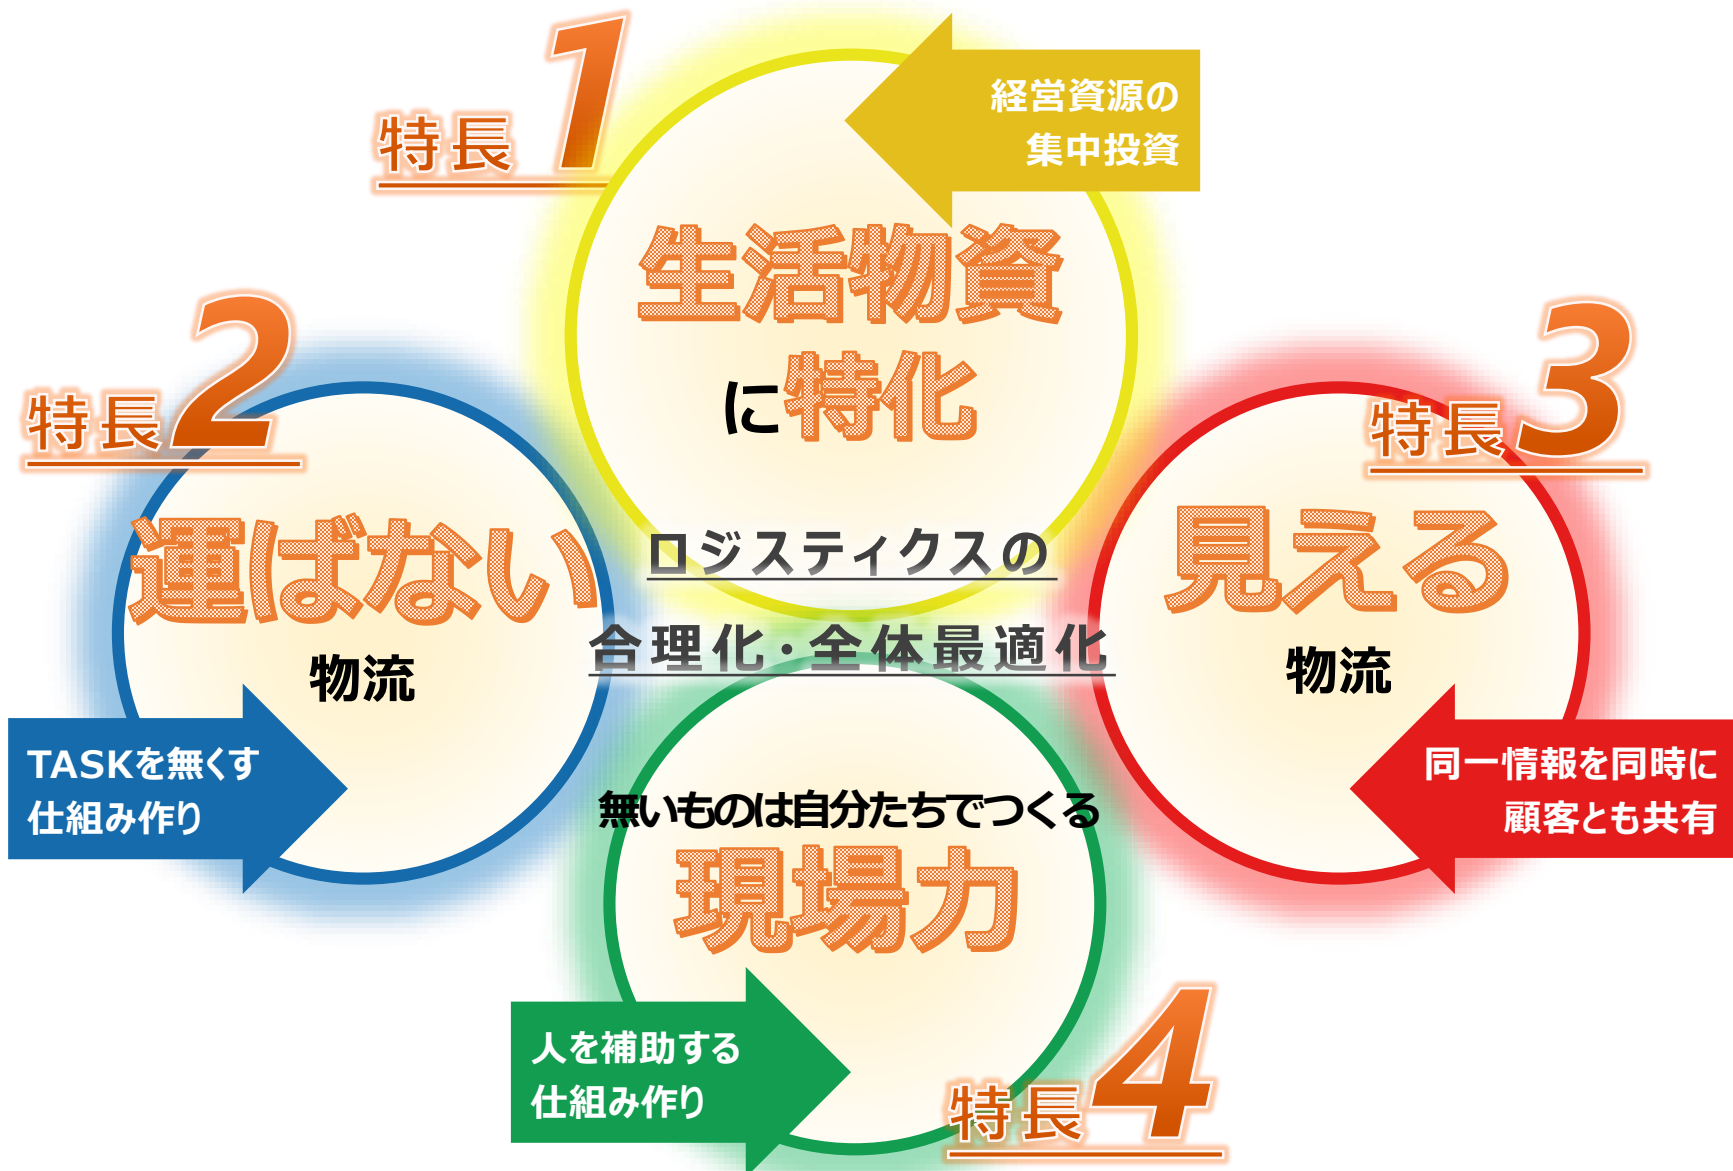 特長1
経営資源の
集中投資
生活物資
に特化
特長2
運ばない
物流
TASKを無くす
仕組み作り
ロジスティクスの
合理化・全体最適化
特長3
見える
物流
同一情報を同時に
顧客とも共有
無いものは自分たちでつくる
現場力
人を補助する
仕組み作り
特長4